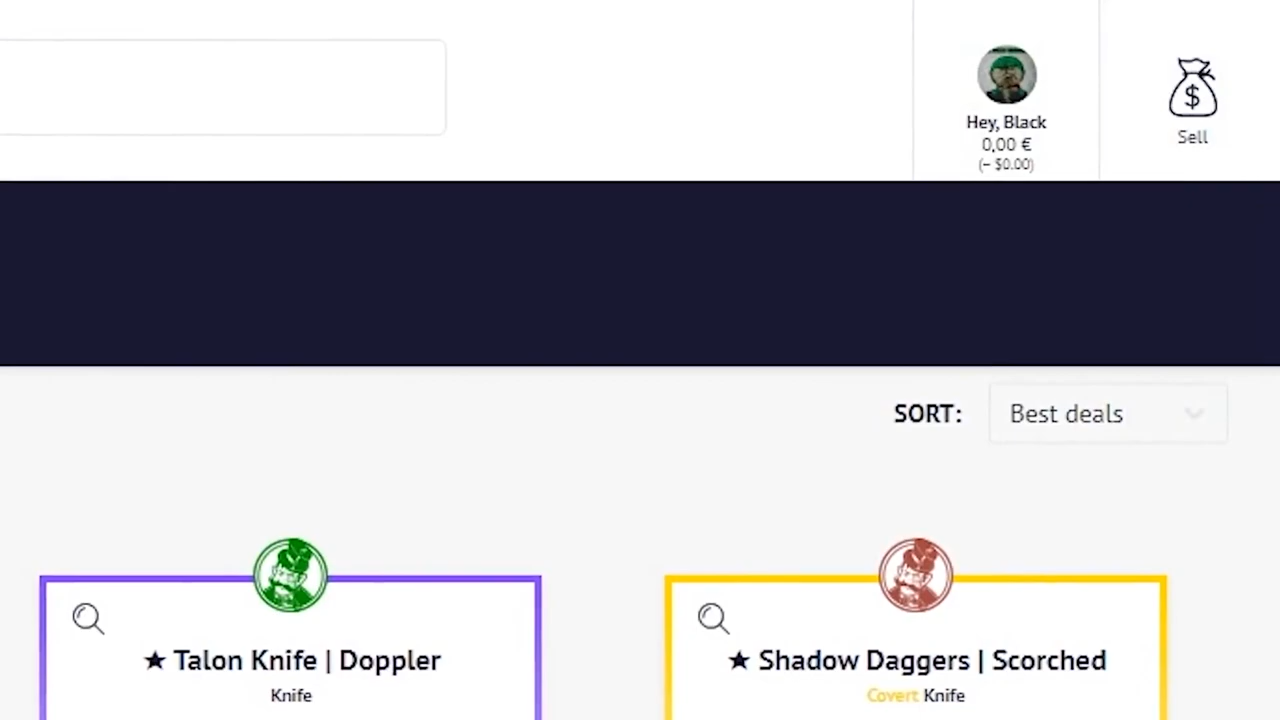 Hey, Black
0,00 €
(~ $0.00)
$
Sell
SORT:
Best deals
★ Talon Knife | Doppler
Knife
★ Shadow Daggers | Scorched
Covert Knife